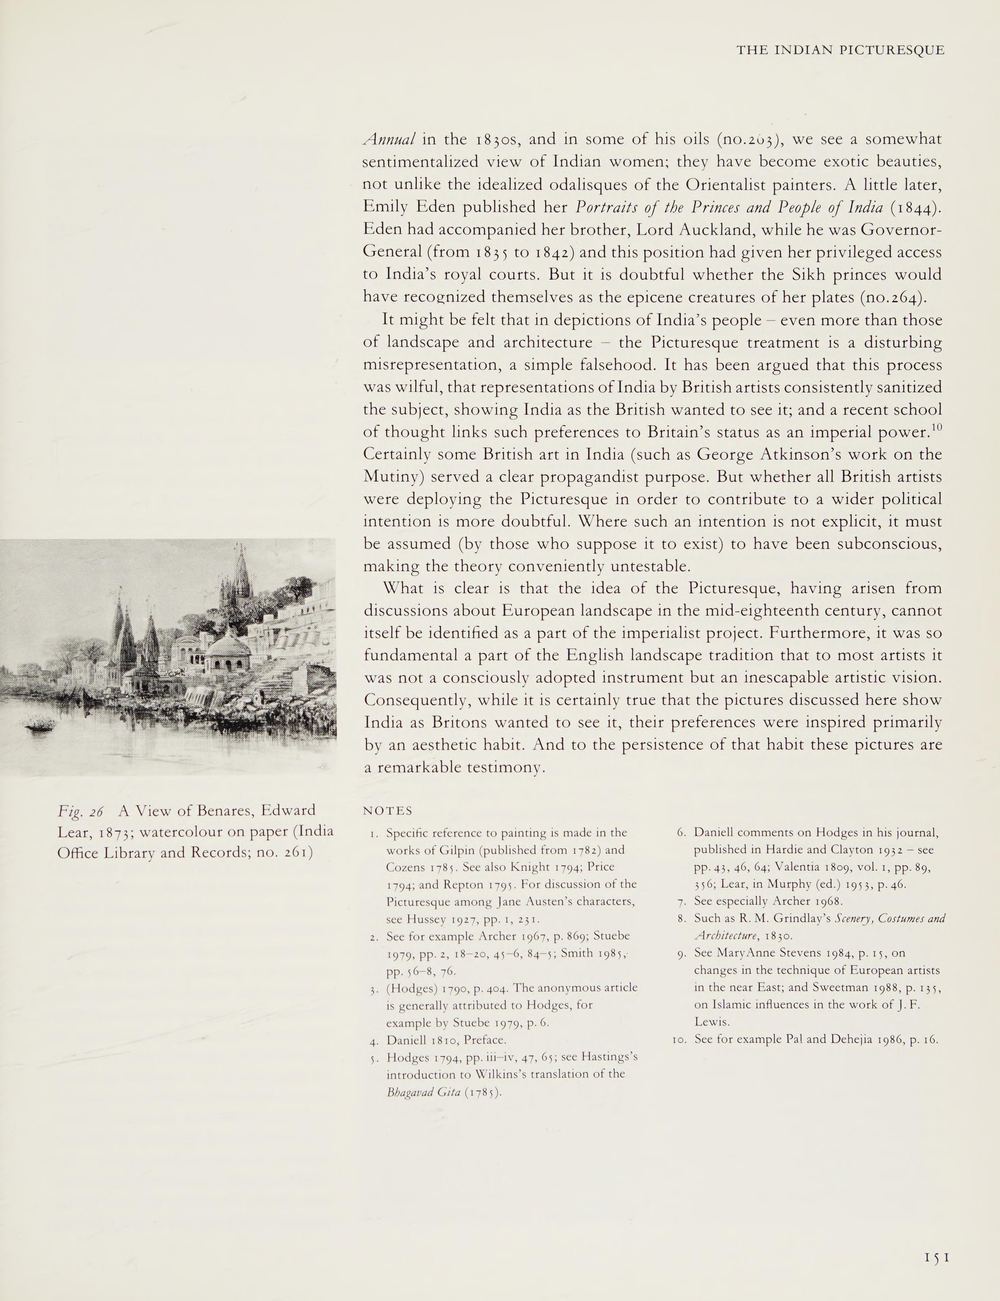 THE INDIAN PICTURESQUE
Annual in the 1830s, and in some of his oils (no.263), we see a somewhat
sentimentalized view of Indian women; they have become exotic beauties,
not unlike the idealized odalisques of the Orientalist painters. A little later,
Emily Eden published her Portraits of the Princes and People of India (1844).
Eden had accompanied her brother, Lord Auckland, while he was Governor-
General (from 1835 to 1842) and this position had given her privileged access
to India's royal courts. But it is doubtful whether the Sikh princes would
have recognized themselves as the epicene creatures of her plates (no.264).
It might be felt that in depictions of India's people – even more than those
of landscape and architecture – the Picturesque treatment is a disturbing
misrepresentation, a simple falsehood. It has been argued that this process
was wilful, that representations of India by British artists consistently sanitized
the subject, showing India as the British wanted to see it; and a recent school
of thought links such preferences to Britain's status as an imperial power.10
Certainly some British art in India (such as George Atkinson's work on the
Mutiny) served a clear propagandist purpose. But whether all British artists
were deploying the Picturesque in order to contribute to a wider political
intention is more doubtful. Where such an intention is not explicit, it must
be assumed (by those who suppose it to exist) to have been subconscious,
making the theory conveniently untestable.
What is clear is that the idea of the Picturesque, having arisen from
discussions about European landscape in the mid-eighteenth century, cannot
itself be identified as a part of the imperialist project. Furthermore, it was so
fundamental a part of the English landscape tradition that to most artists it
was not a consciously adopted instrument but an inescapable artistic vision.
Consequently, while it is certainly true that the pictures discussed here show
India as Britons wanted to see it, their preferences were inspired primarily
by an aesthetic habit. And to the persistence of that habit these pictures are
a remarkable testimony.
Fig. 26 A View of Benares, Edward
Lear, 1873; watercolour on paper (India
Office Library and Records; no. 261)
NOTES
1. Specific reference to painting is made in the
works of Gilpin (published from 1782) and
Cozens 1785. See also Knight 1794; Price
1794; and Repton 1795. For discussion of the
Picturesque among Jane Austen's characters,
see Hussey 1927, pp. 1, 231.
2. See for example Archer 1967, p. 869; Stuebe
1979, pp. 2, 18–20, 45–6, 84–5; Smith 1985,
pp. 56–8, 76.
3. (Hodges) 1790, p. 404. The anonymous article
is generally attributed to Hodges, for
example by Stuebe 1979, p. 6.
4. Daniell 1810, Preface.
5. Hodges 1794, pp. iii–iv, 47, 65; see Hastings's
introduction to Wilkins's translation of the
Bhagavad Gita (1785).
6. Daniell comments on Hodges in his journal,
published in Hardie and Clayton 1932 – see
pp. 43, 46, 64; Valentia 1809, vol. 1, pp. 89,
356; Lear, in Murphy (ed.) 1953, p. 46.
7. See especially Archer 1968.
8. Such as R. M. Grindlay's Scenery, Costumes and
Architecture, 1830.
9. See MaryAnne Stevens 1984, p. 15, on
changes in the technique of European artists
in the near East; and Sweetman 1988, p. 135,
on Islamic influences in the work of J. F.
Lewis.
10. See for example Pal and Dehejia 1986, p. 16.
151